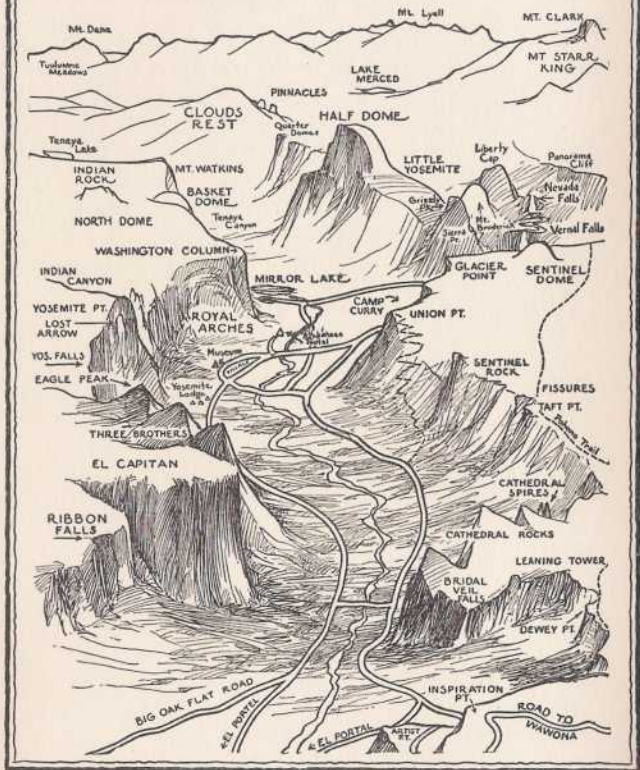 Mt. Dana
Mt. Lyell
MT. CLARK
Tuolumne
Meadows
LAKE
MERCED
MT STARR
KING
PINNACLES
CLOUDS
REST
Quarter
Domes
HALF DOME
Tenaya
Lake
INDIAN
ROCK
MT. WATKINS
BASKET
DOME
LITTLE
YOSEMITE
Liberty
Cap
Panorama
Cliff
Nevada
Falls
Grizzly
Pk.
Mt.
Broderick
Sierra
Pt.
Vernal Falls
NORTH DOME
Tenaya
Canyon
WASHINGTON COLUMN
GLACIER
POINT
SENTINEL
DOME
INDIAN
CANYON
MIRROR LAKE
CAMP
CURRY
UNION PT.
YOSEMITE PT.
LOST
ARROW
ROYAL
ARCHES
YOS. FALLS
Museum
VILLAGE
EAGLE PEAK
Yosemite
Lodge
SENTINEL
ROCK
FISSURES
TAFT PT.
Pohono Trail
THREE BROTHERS
EL CAPITAN
CATHEDRAL
SPIRES
RIBBON
FALLS
CATHEDRAL ROCKS
LEANING TOWER
BRIDAL
VEIL
FALLS
DEWEY PT.
INSPIRATION
PT.
BIG OAK FLAT ROAD
EL PORTEL
EL PORTAL
ARTIST
PT.
ROAD TO
WAWONA